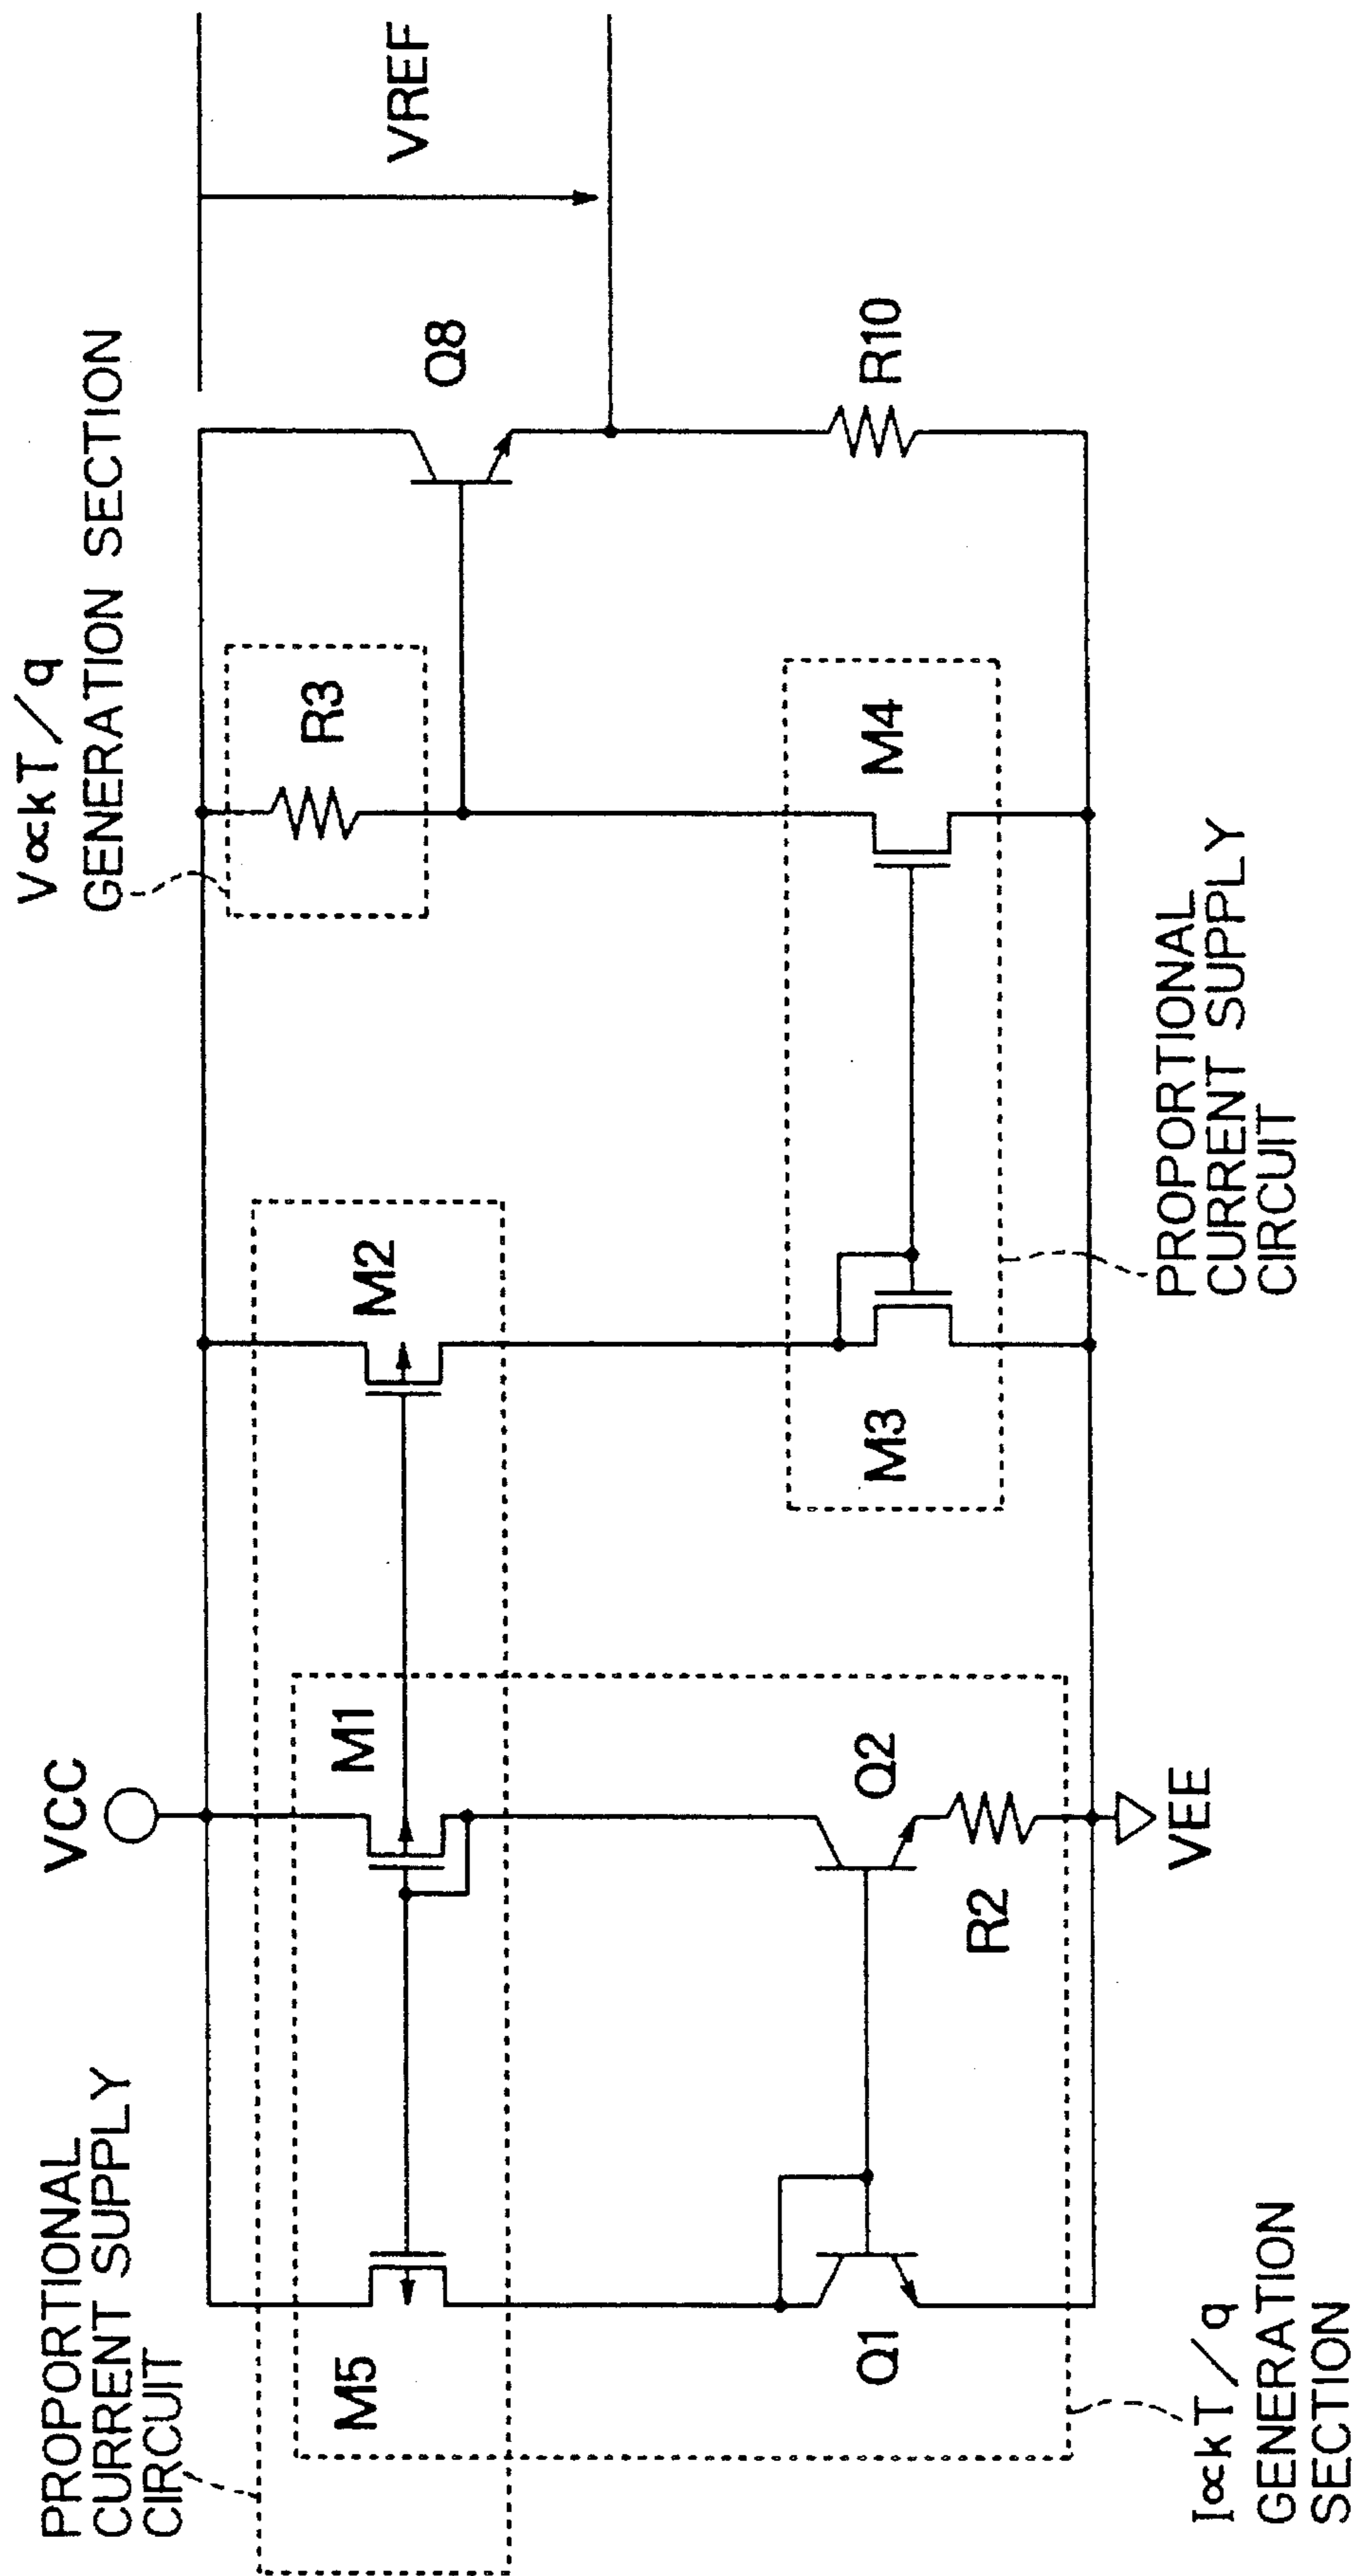 PROPORTIONAL
CURRENT SUPPLY
CIRCUIT
VCC
V∝kT/q
GENERATION SECTION
M5
M1
M2
R3
Q8
VREF
Q1
Q2
R2
M3
M4
R10
VEE
I∝kT/q
GENERATION
SECTION
PROPORTIONAL
CURRENT SUPPLY
CIRCUIT